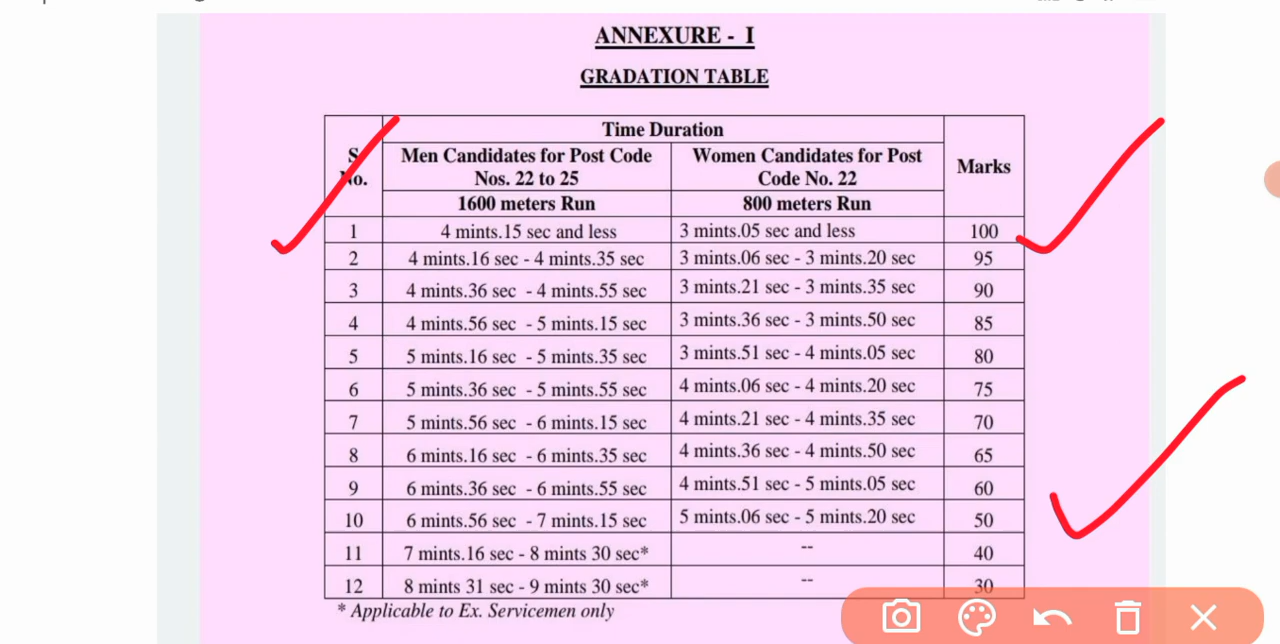 ANNEXURE - I
GRADATION TABLE
S No.
Time Duration
Marks
Men Candidates for Post Code Nos. 22 to 25
Women Candidates for Post Code No. 22
1600 meters Run
800 meters Run
1 4 mints.15 sec and less 3 mints.05 sec and less 100
2 4 mints.16 sec - 4 mints.35 sec 3 mints.06 sec - 3 mints.20 sec 95
3 4 mints.36 sec - 4 mints.55 sec 3 mints.21 sec - 3 mints.35 sec 90
4 4 mints.56 sec - 5 mints.15 sec 3 mints.36 sec - 3 mints.50 sec 85
5 5 mints.16 sec - 5 mints.35 sec 3 mints.51 sec - 4 mints.05 sec 80
6 5 mints.36 sec - 5 mints.55 sec 4 mints.06 sec - 4 mints.20 sec 75
7 5 mints.56 sec - 6 mints.15 sec 4 mints.21 sec - 4 mints.35 sec 70
8 6 mints.16 sec - 6 mints.35 sec 4 mints.36 sec - 4 mints.50 sec 65
9 6 mints.36 sec - 6 mints.55 sec 4 mints.51 sec - 5 mints.05 sec 60
10 6 mints.56 sec - 7 mints.15 sec 5 mints.06 sec - 5 mints.20 sec 50
11 7 mints.16 sec - 8 mints 30 sec* -- 40
12 8 mints 31 sec - 9 mints 30 sec* -- 30
* Applicable to Ex. Servicemen only